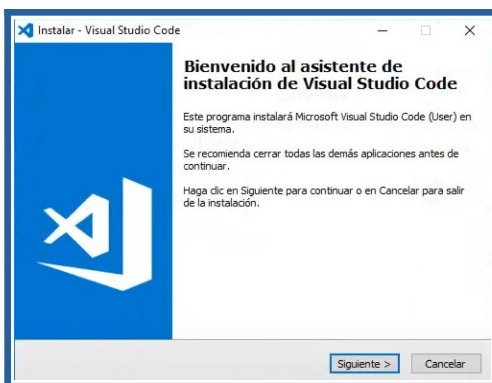 Instalar - Visual Studio Code
Bienvenido al asistente de
instalación de Visual Studio Code
Este programa instalará Microsoft Visual Studio Code (User) en
su sistema.
Se recomienda cerrar todas las demás aplicaciones antes de
continuar.
Haga clic en Siguiente para continuar o en Cancelar para salir
de la instalación.
Siguiente >
Cancelar